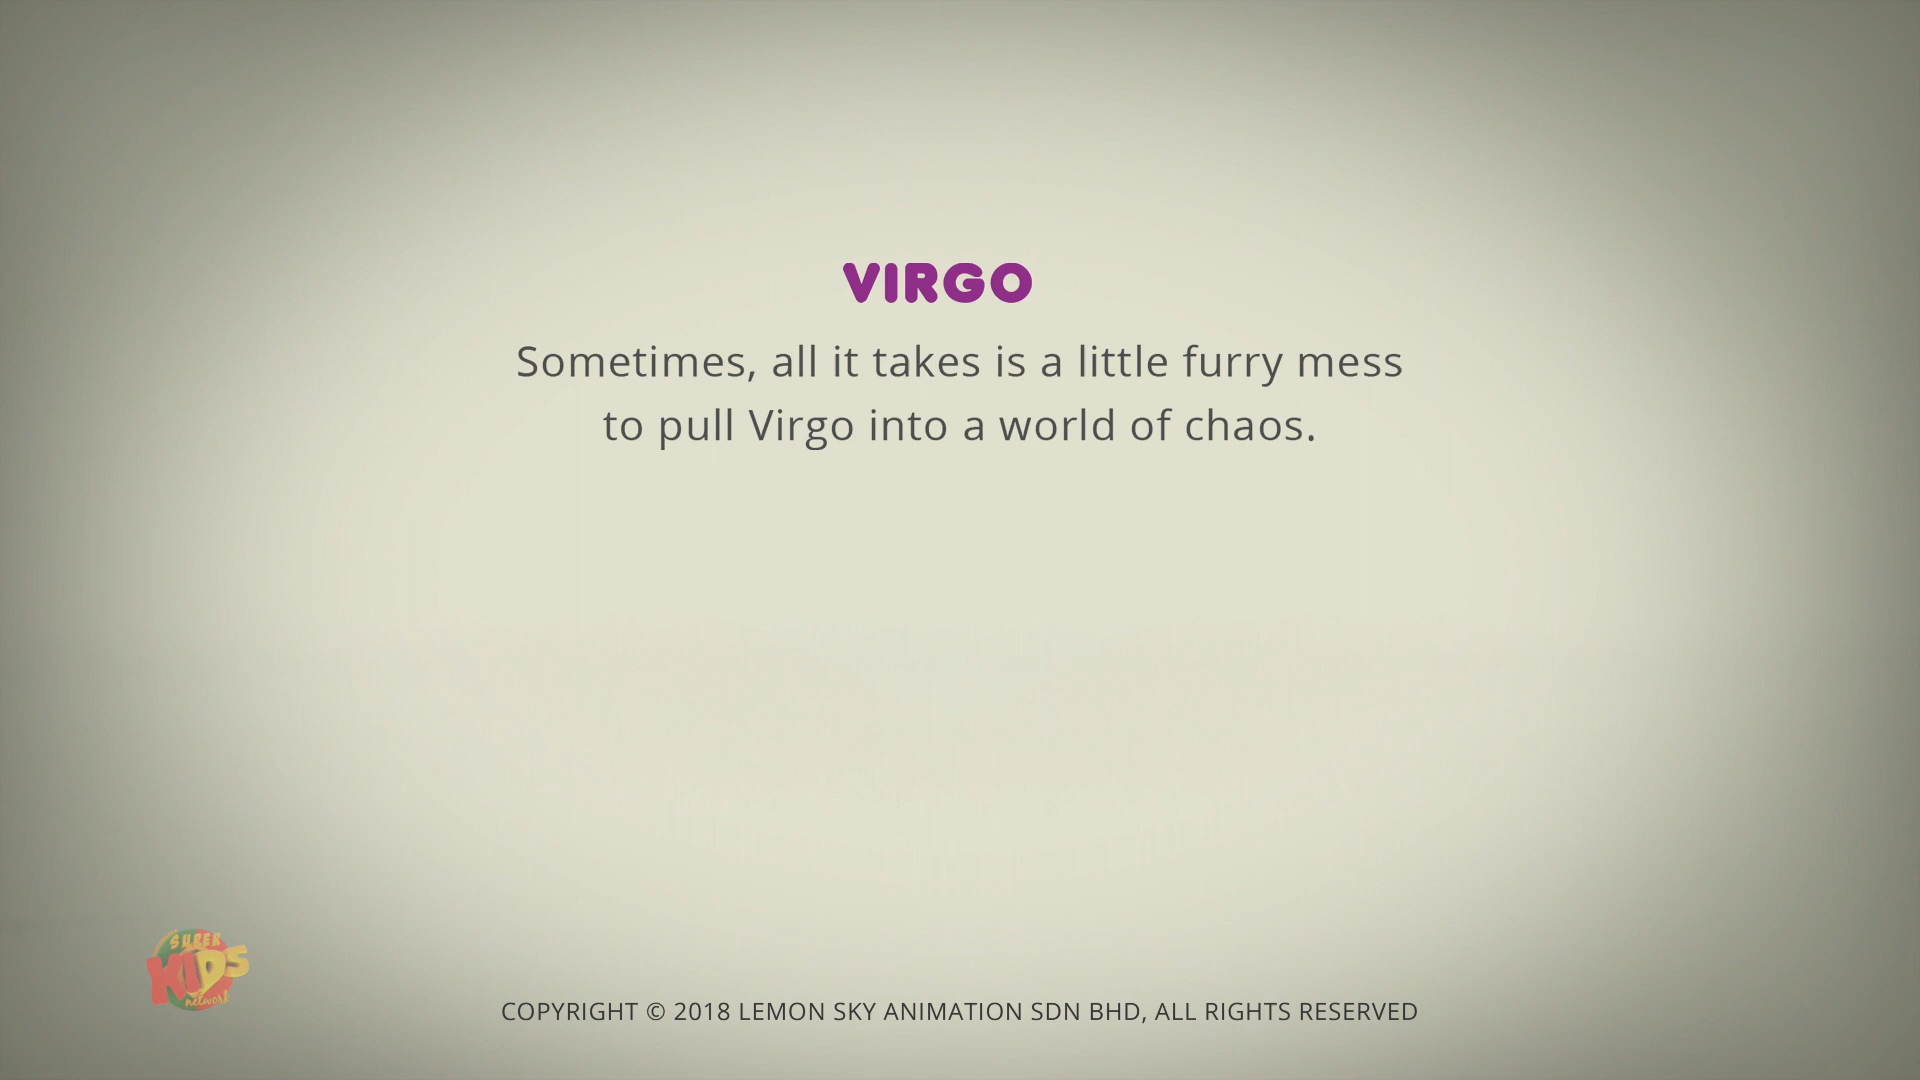 VIRGO
Sometimes, all it takes is a little furry mess
to pull Virgo into a world of chaos.
SUPER
KIDS
network
COPYRIGHT © 2018 LEMON SKY ANIMATION SDN BHD, ALL RIGHTS RESERVED